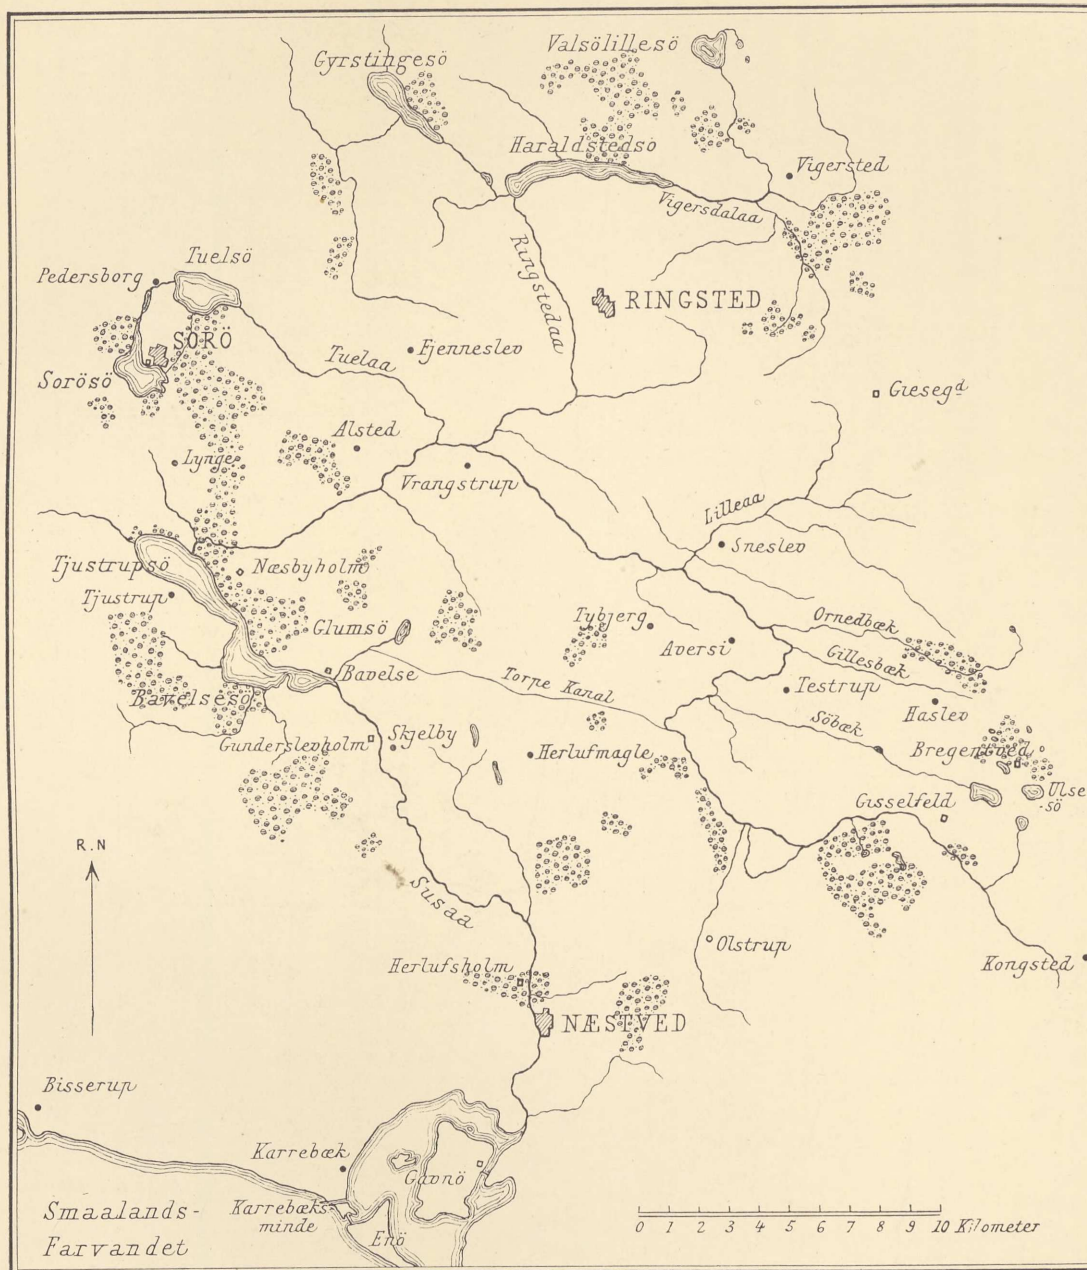 Gyrstingesö
Valsölillesö
Haraldstedsö
Vigersted
Vigersdalaa
Tuelsö
Pedersborg
Ringstedaa
RINGSTED
SORÖ
Tuelaa
Fjenneslev
Sorösö
Giesegd
Alsted
Lynge
Vrangstrup
Lilleaa
Sneslev
Tjustrupsö
Næsbyholm
Tjustrup
Glumsö
Tybjerg
Ornedbæk
Aversi
Gillesbæk
Bavelse
Torpe Kanal
Testrup
Bavelsesö
Haslev
Söbæk
Skjelby
Gunderslevholm
Herlufmagle
Bregentved
Ulse
-sö
Gisselfeld
R.N
Susaa
Olstrup
Herlufsholm
Kongsted
NÆSTVED
Bisserup
Karrebæk
Gavnö
Smaalands-
Farvandet
Karrebæks-
minde
Enö
0 1 2 3 4 5 6 7 8 9 10 Kilometer